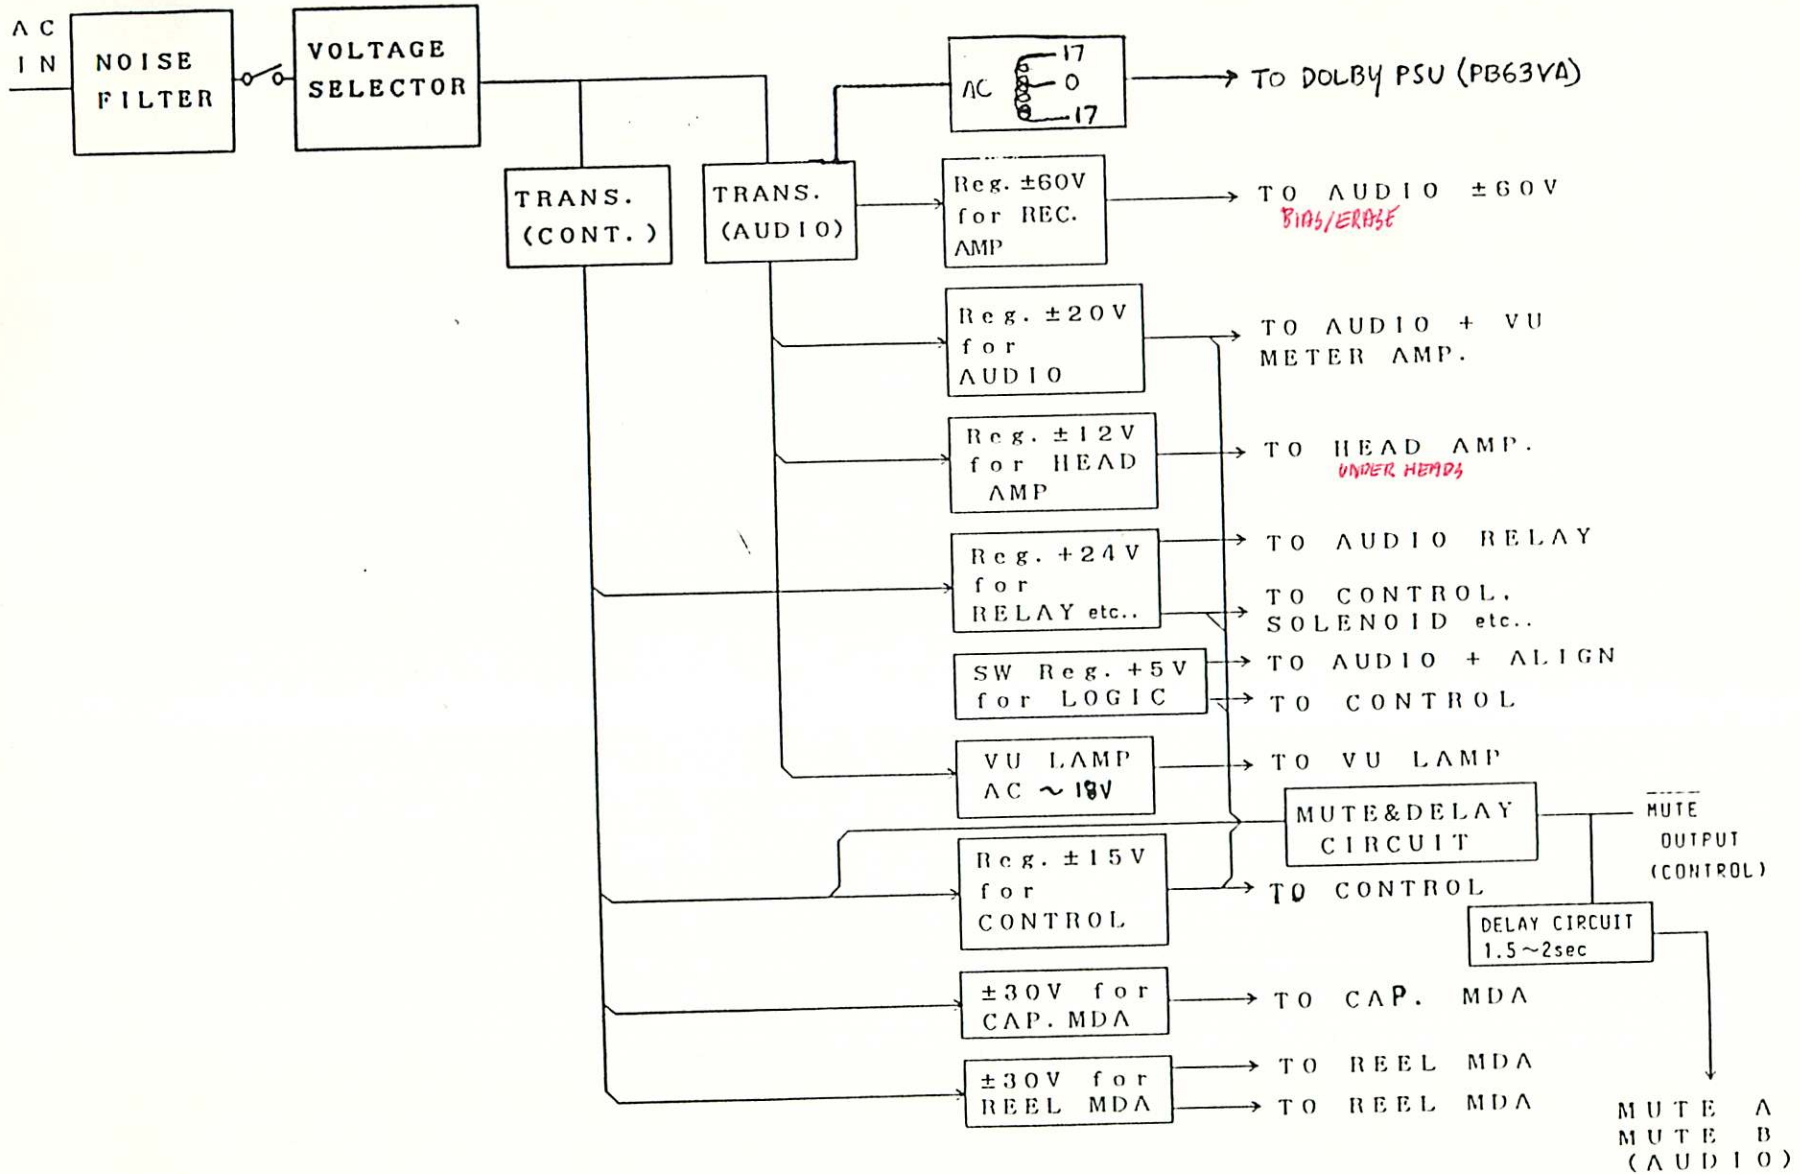 AC
IN
NOISE
FILTER
VOLTAGE
SELECTOR
AC
17
0
17
TO DOLBY PSU (PB63VA)
TRANS.
(CONT.)
TRANS.
(AUDIO)
Reg. ±60V
for REC.
AMP
TO AUDIO ±60V
BIAS/ERASE
Reg. ±20V
for
AUDIO
TO AUDIO + VU
METER AMP.
Reg. ±12V
for HEAD
AMP
TO HEAD AMP.
UNDER HEADS
Reg. +24V
for
RELAY etc..
TO AUDIO RELAY
TO CONTROL.
SOLENOID etc..
SW Reg. +5V
for LOGIC
TO AUDIO + ALIGN
TO CONTROL
VU LAMP
AC ~ 18V
TO VU LAMP
MUTE&DELAY
CIRCUIT
MUTE
OUTPUT
(CONTROL)
Reg. ±15V
for
CONTROL
TO CONTROL
DELAY CIRCUIT
1.5~2sec
±30V for
CAP. MDA
TO CAP. MDA
±30V for
REEL MDA
TO REEL MDA
TO REEL MDA
MUTE A
MUTE B
(AUDIO)